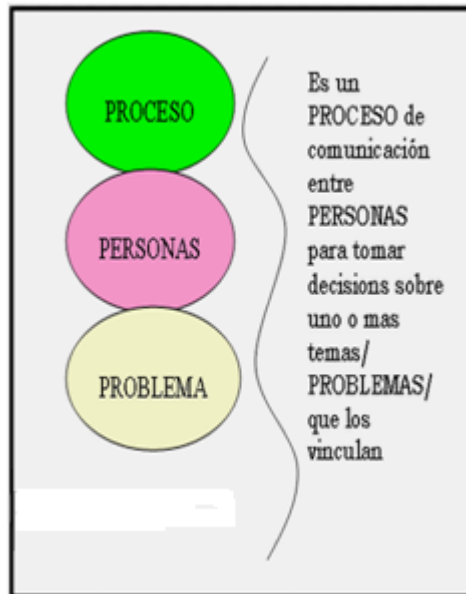 PROCESO
PERSONAS
PROBLEMA
Es un
PROCESO de
comunicación
entre
PERSONAS
para tomar
decisions sobre
uno o mas
temas/
PROBLEMAS/
que los
vinculan